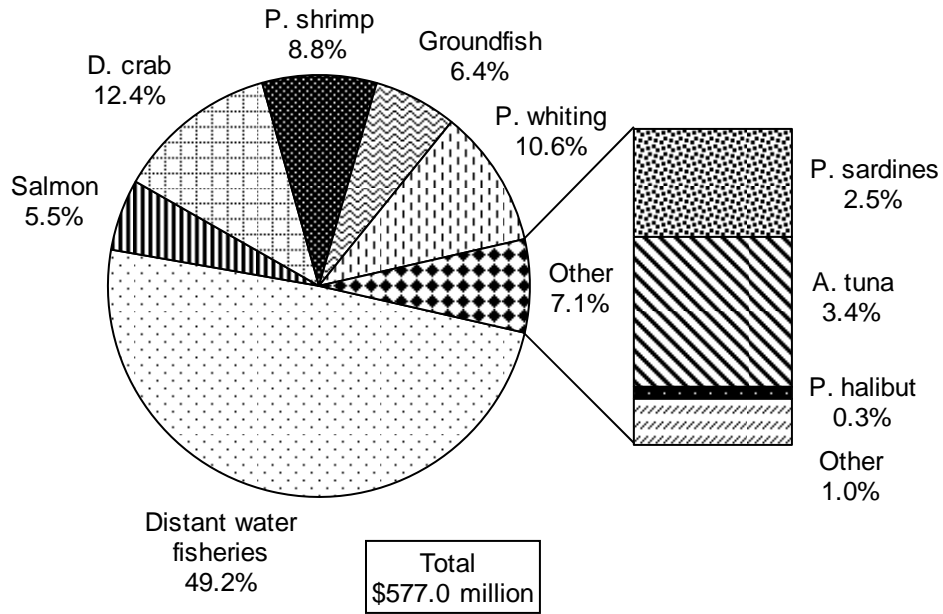 P. shrimp
8.8%
Groundfish
6.4%
D. crab
12.4%
P. whiting
10.6%
Salmon
5.5%
Other
7.1%
P. sardines
2.5%
A. tuna
3.4%
P. halibut
0.3%
Other
1.0%
Distant water
fisheries
49.2%
Total
$577.0 million